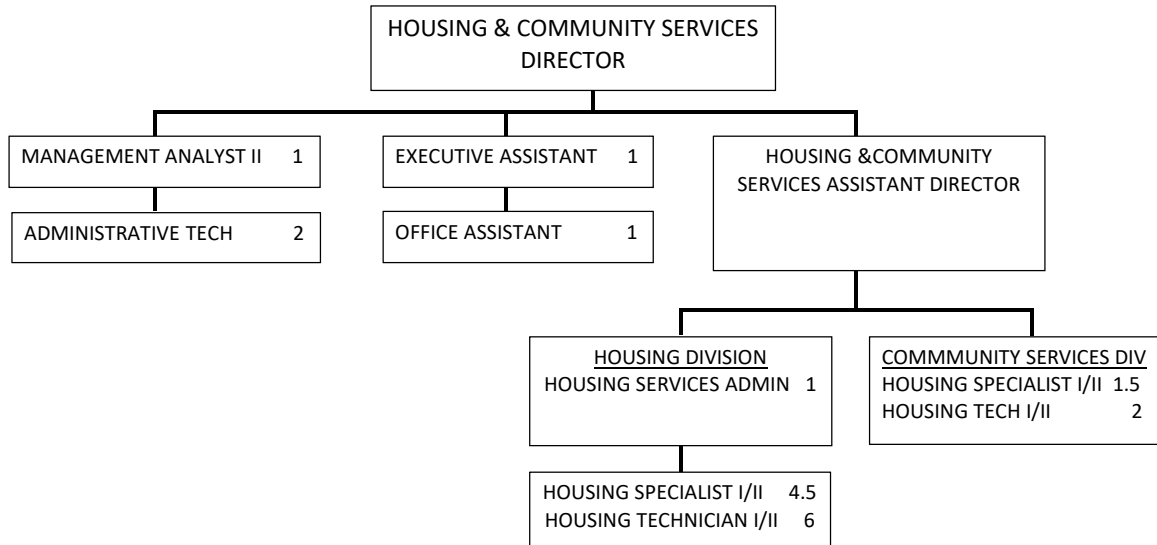 HOUSING & COMMUNITY SERVICES
DIRECTOR
MANAGEMENT ANALYST II 1
EXECUTIVE ASSISTANT 1
HOUSING &COMMUNITY
SERVICES ASSISTANT DIRECTOR
ADMINISTRATIVE TECH 2
OFFICE ASSISTANT 1
HOUSING DIVISION
HOUSING SERVICES ADMIN 1
COMMMUNITY SERVICES DIV
HOUSING SPECIALIST I/II 1.5
HOUSING TECH I/II 2
HOUSING SPECIALIST I/II 4.5
HOUSING TECHNICIAN I/II 6